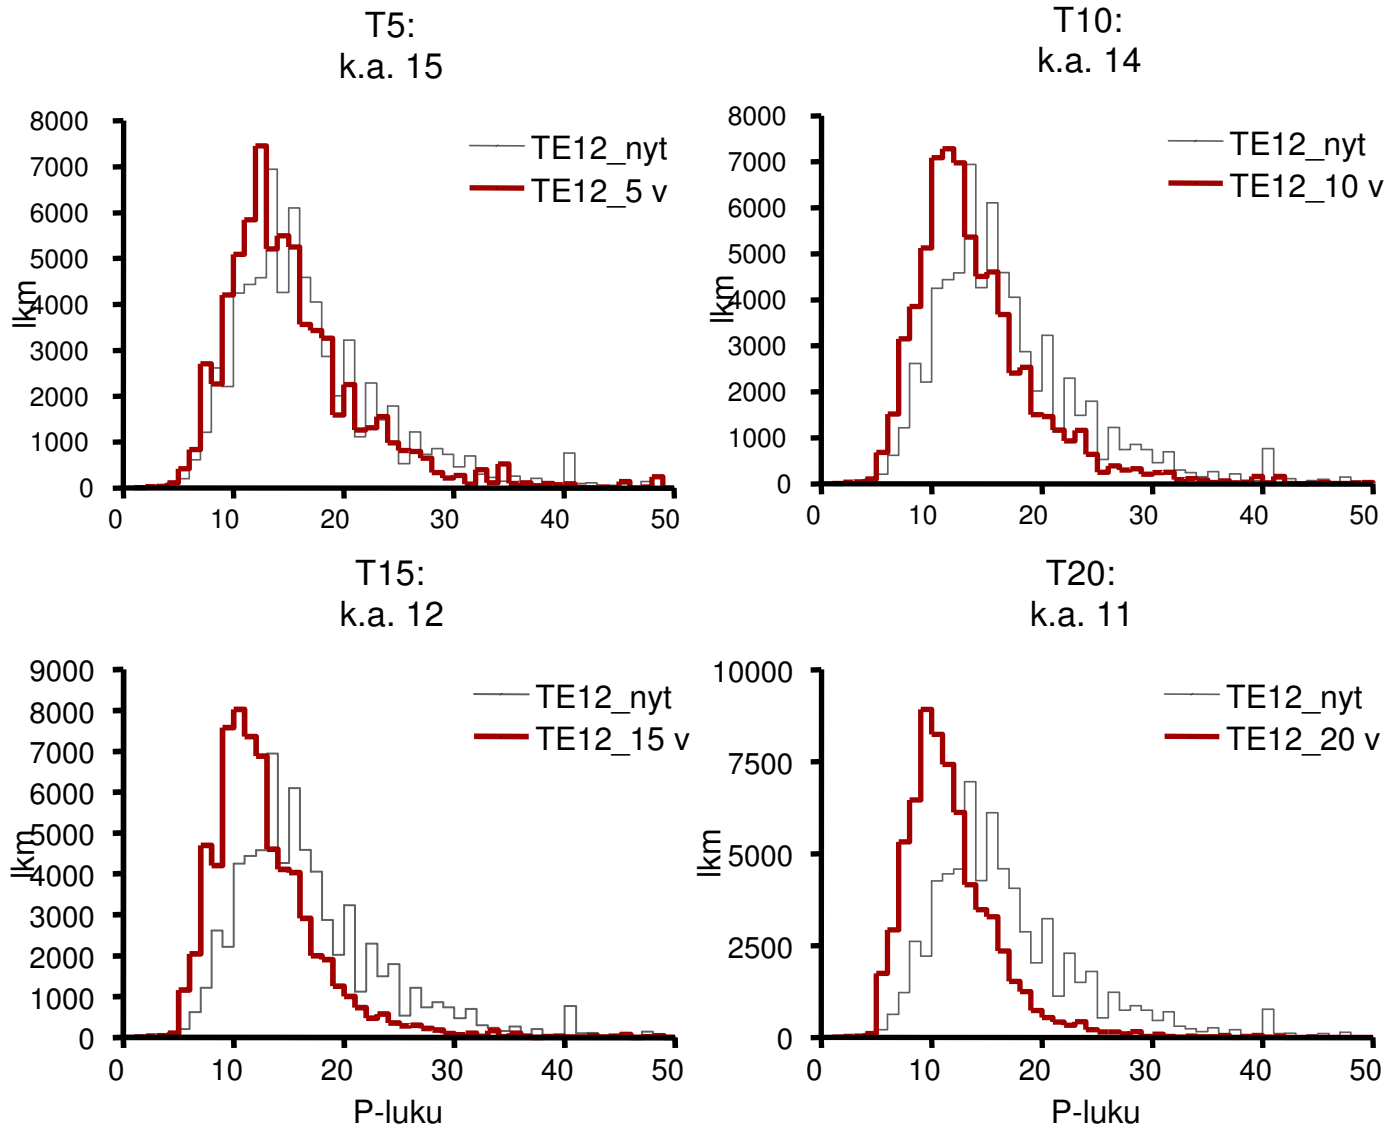 T5:
k.a. 15
8000
7000
6000
5000
4000
3000
2000
1000
0
lkm
TE12_nyt
TE12_5 v
0 10 20 30 40 50
T10:
k.a. 14
8000
7000
6000
5000
4000
3000
2000
1000
0
lkm
TE12_nyt
TE12_10 v
0 10 20 30 40 50
T15:
k.a. 12
9000
8000
7000
6000
5000
4000
3000
2000
1000
0
lkm
TE12_nyt
TE12_15 v
0 10 20 30 40 50
P-luku
T20:
k.a. 11
10000
7500
5000
2500
0
lkm
TE12_nyt
TE12_20 v
0 10 20 30 40 50
P-luku